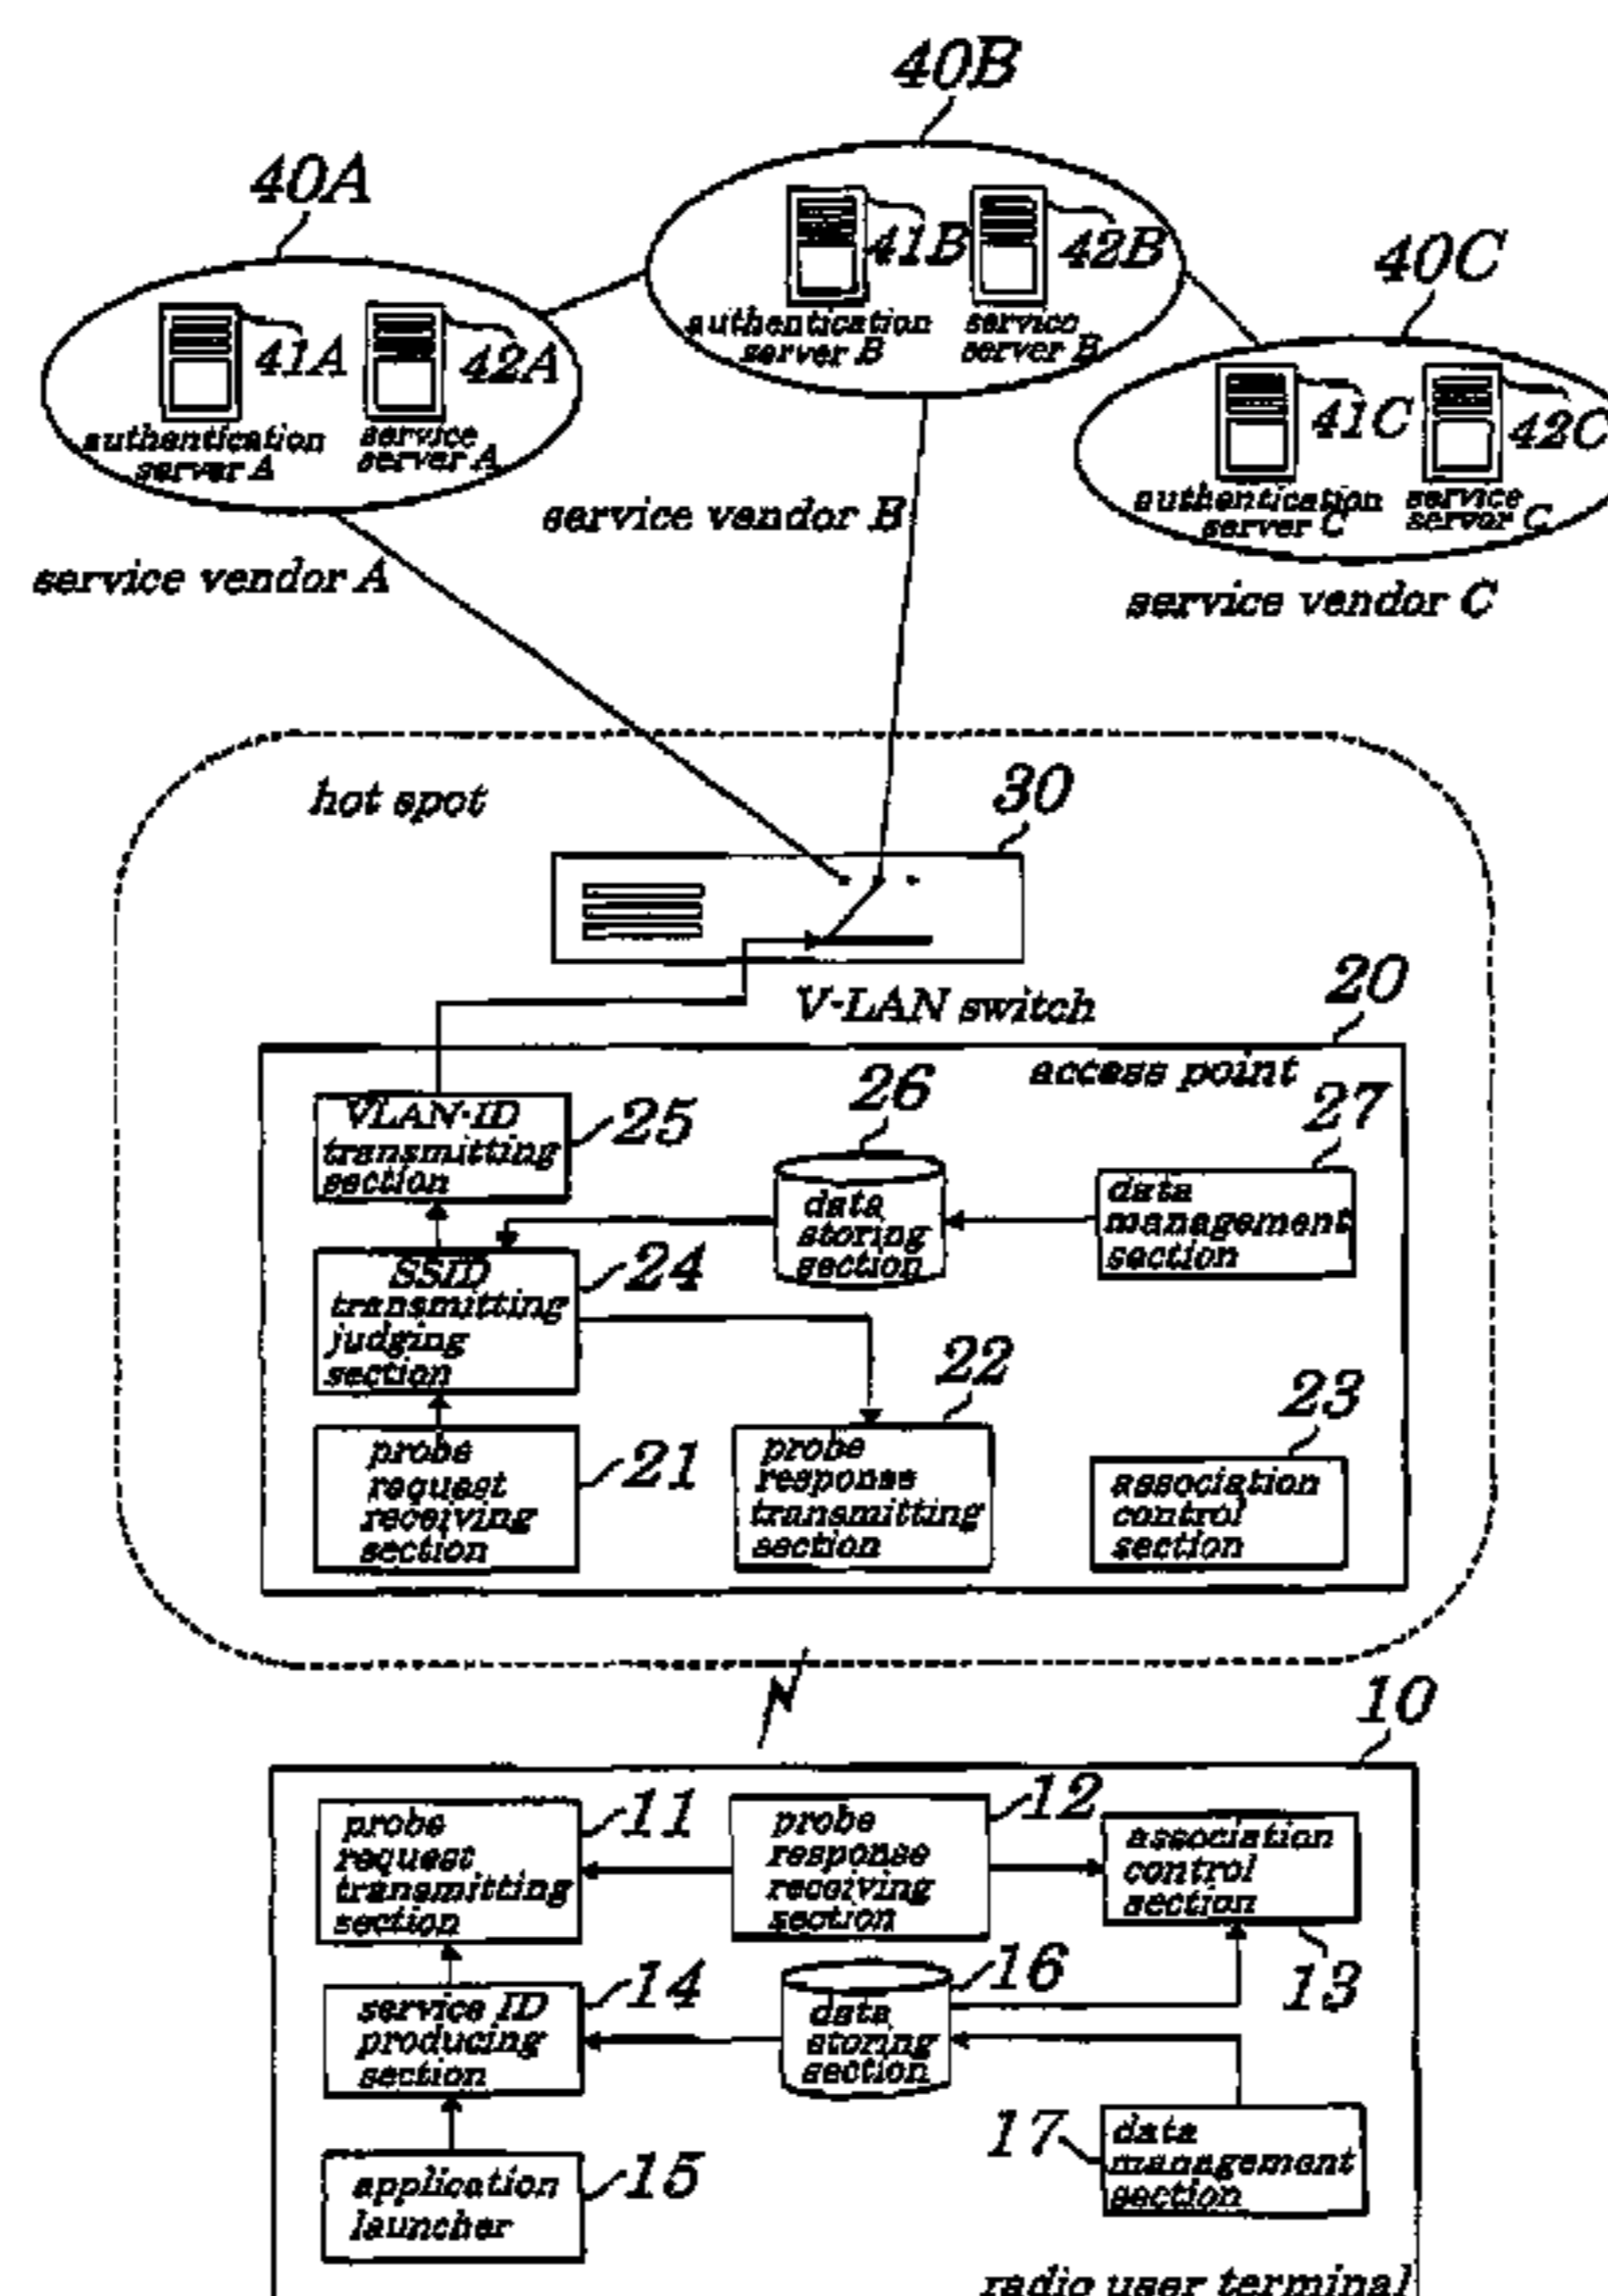 40B
40A
41B
42B
40C
authentication
server B
service
server B
41A
42A
authentication
server A
service
server A
41C
42C
authentication
server C
service
server C
service vendor B
service vendor A
service vendor C
hot spot
30
V-LAN switch
20
access point
VLAN-ID
transmitting
section
25
26
data
storing
section
27
data
management
section
SSID
transmitting
judging
section
24
22
23
probe
request
receiving
section
21
probe
response
transmitting
section
association
control
section
10
probe
request
transmitting
section
11
probe
response
receiving
section
12
association
control
section
13
service ID
producing
section
14
data
storing
section
16
application
launcher
15
17
data
management
section
radio user terminal